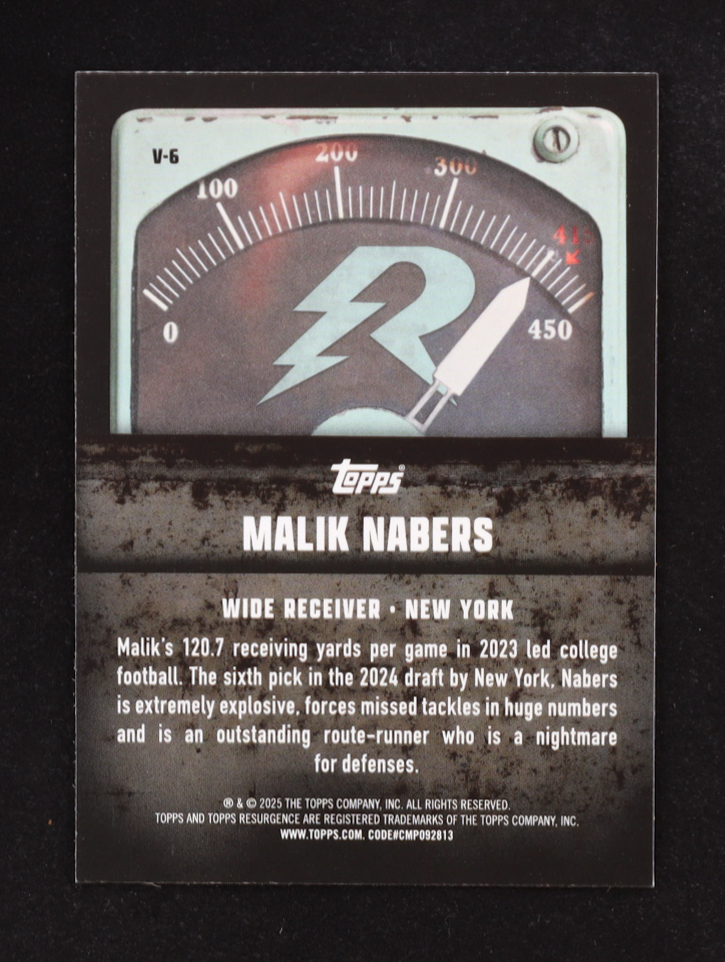 V-6
0
100
200
300
41
450
R
topps
MALIK NABERS
WIDE RECEIVER • NEW YORK
Malik's 120.7 receiving yards per game in 2023 led college
football. The sixth pick in the 2024 draft by New York, Nabers
is extremely explosive, forces missed tackles in huge numbers
and is an outstanding route-runner who is a nightmare
for defenses.
® & © 2025 THE TOPPS COMPANY, INC. ALL RIGHTS RESERVED.
TOPPS AND TOPPS RESURGENCE ARE REGISTERED TRADEMARKS OF THE TOPPS COMPANY, INC.
WWW.TOPPS.COM. CODE#CMP092813